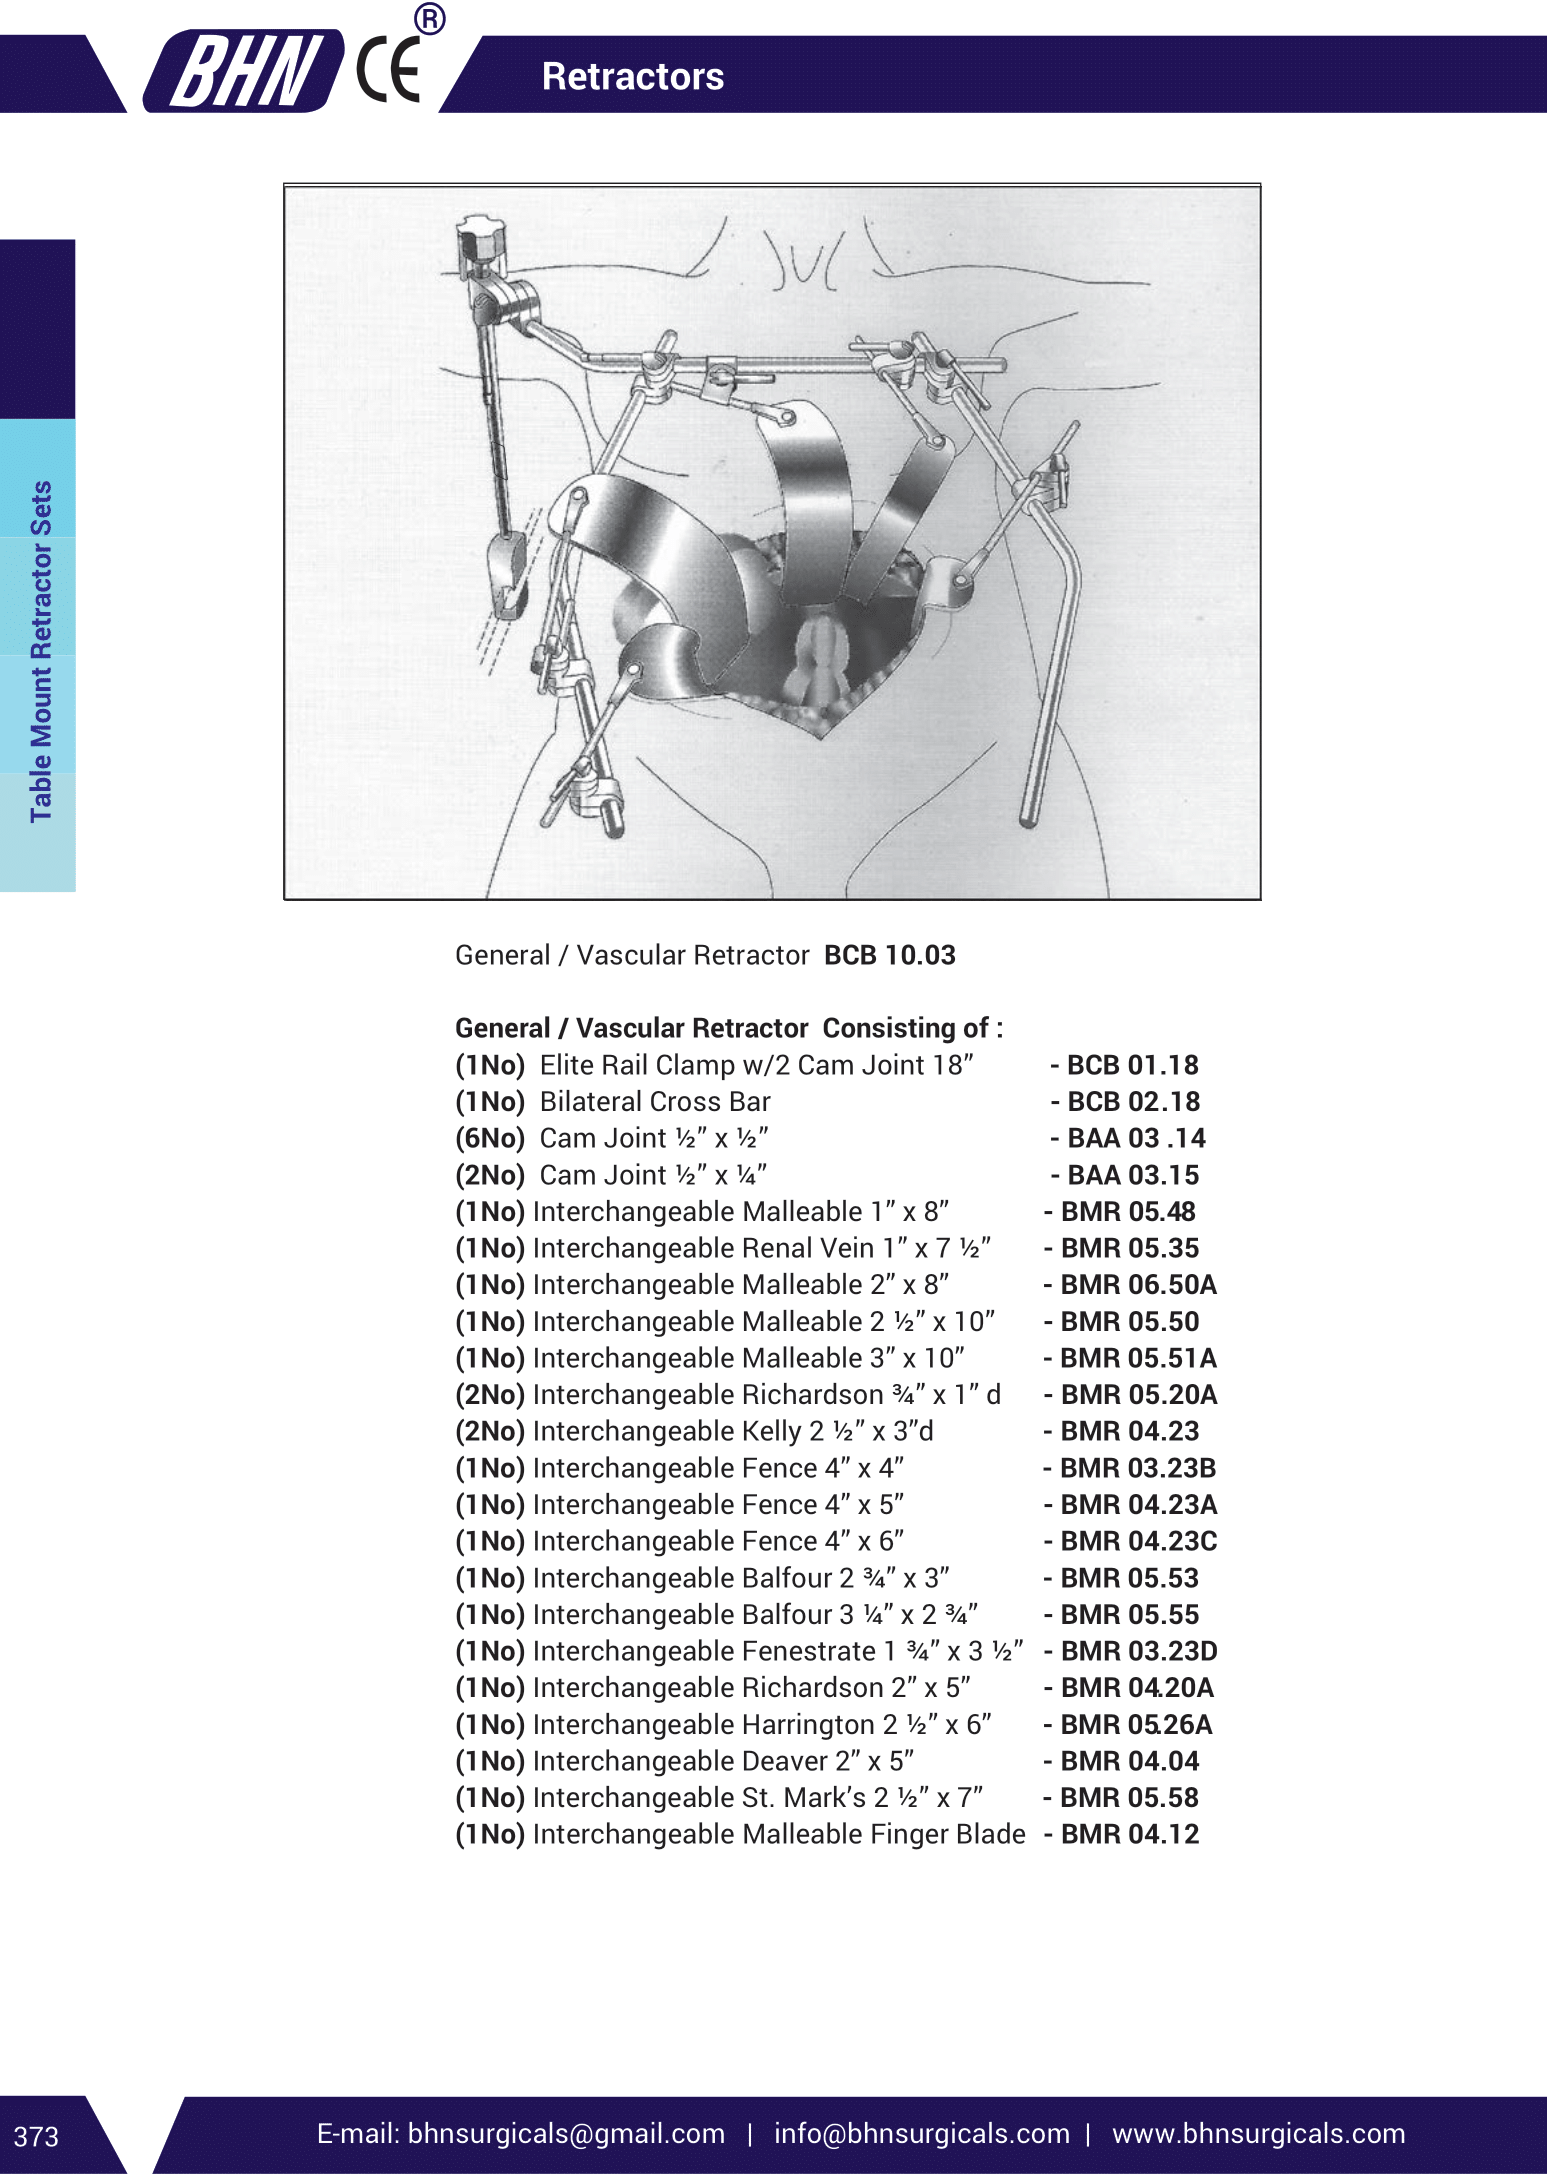 BHN CE ®
Retractors
Table Mount Retractor Sets
General / Vascular Retractor BCB 10.03
General / Vascular Retractor Consisting of :
(1No) Elite Rail Clamp w/2 Cam Joint 18” - BCB 01.18
(1No) Bilateral Cross Bar - BCB 02.18
(6No) Cam Joint ½” x ½” - BAA 03 .14
(2No) Cam Joint ½” x ¼” - BAA 03.15
(1No) Interchangeable Malleable 1” x 8” - BMR 05.48
(1No) Interchangeable Renal Vein 1” x 7 ½” - BMR 05.35
(1No) Interchangeable Malleable 2” x 8” - BMR 06.50A
(1No) Interchangeable Malleable 2 ½” x 10” - BMR 05.50
(1No) Interchangeable Malleable 3” x 10” - BMR 05.51A
(2No) Interchangeable Richardson ¾” x 1” d - BMR 05.20A
(2No) Interchangeable Kelly 2 ½” x 3”d - BMR 04.23
(1No) Interchangeable Fence 4” x 4” - BMR 03.23B
(1No) Interchangeable Fence 4” x 5” - BMR 04.23A
(1No) Interchangeable Fence 4” x 6” - BMR 04.23C
(1No) Interchangeable Balfour 2 ¾” x 3” - BMR 05.53
(1No) Interchangeable Balfour 3 ¼” x 2 ¾” - BMR 05.55
(1No) Interchangeable Fenestrate 1 ¾” x 3 ½” - BMR 03.23D
(1No) Interchangeable Richardson 2” x 5” - BMR 04.20A
(1No) Interchangeable Harrington 2 ½” x 6” - BMR 05.26A
(1No) Interchangeable Deaver 2” x 5” - BMR 04.04
(1No) Interchangeable St. Mark’s 2 ½” x 7” - BMR 05.58
(1No) Interchangeable Malleable Finger Blade - BMR 04.12
373
E-mail: bhnsurgicals@gmail.com | info@bhnsurgicals.com | www.bhnsurgicals.com